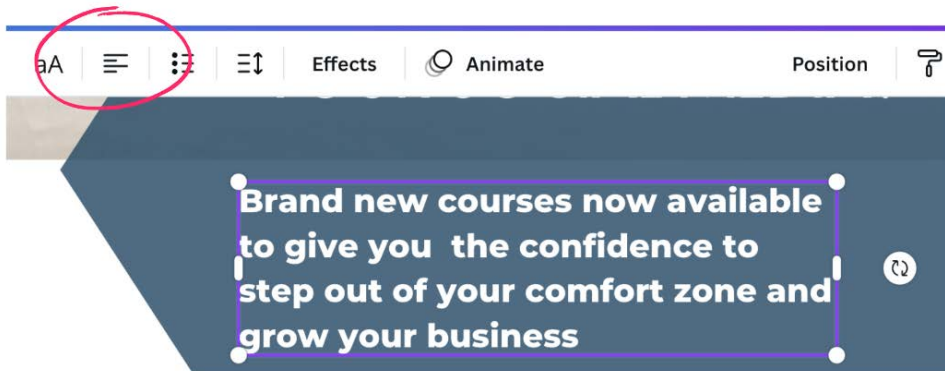 aA Effects Animate Position
Brand new courses now available
to give you  the confidence to
step out of your comfort zone and
grow your business